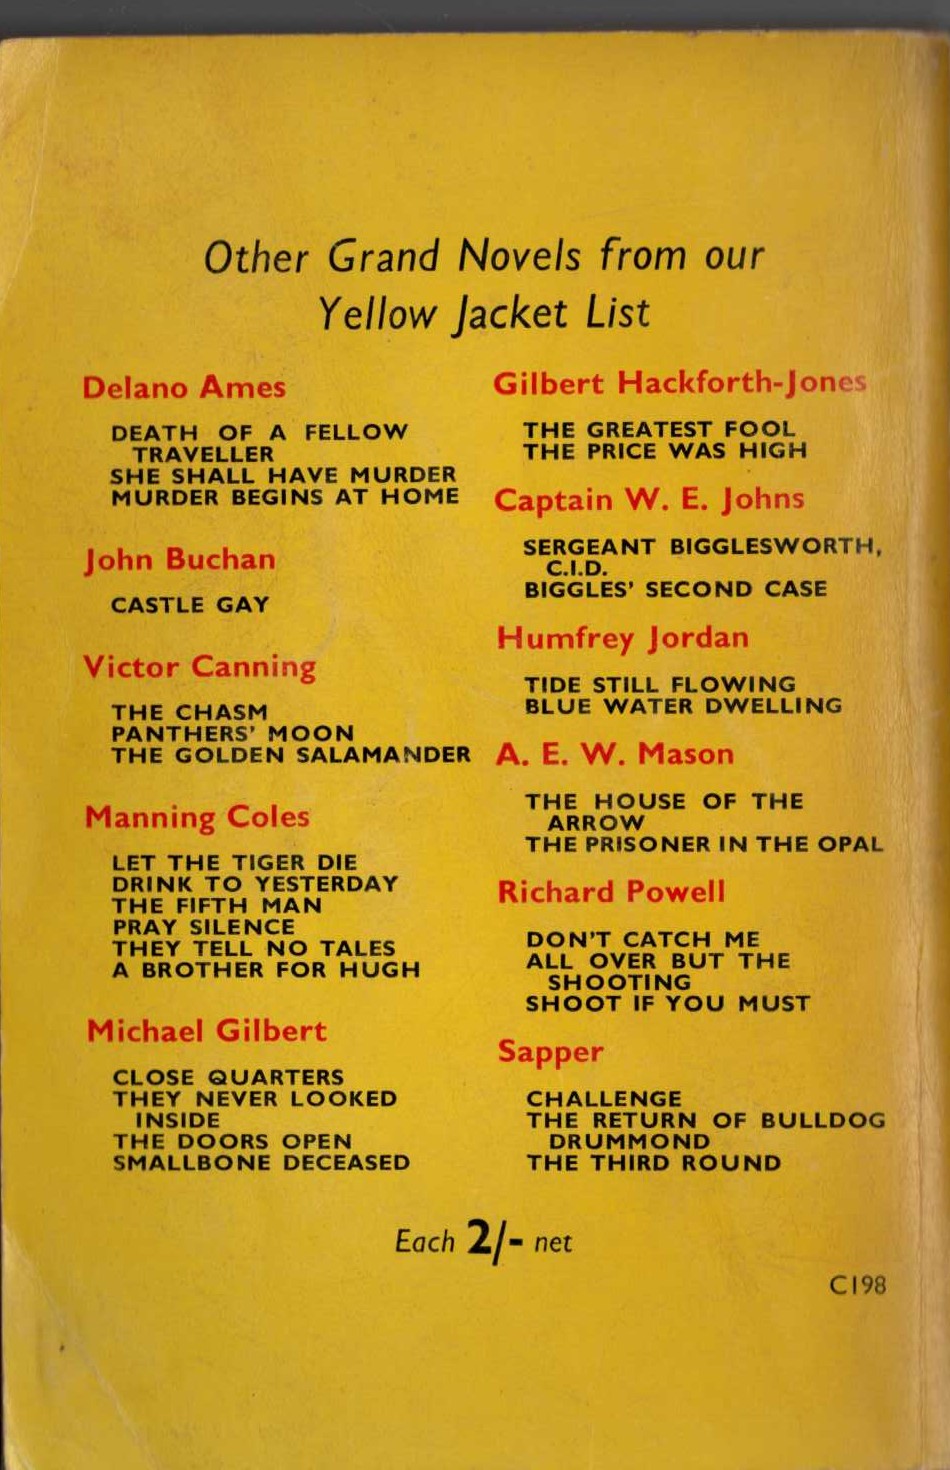 Other Grand Novels from our
Yellow Jacket List
Delano Ames
DEATH OF A FELLOW
TRAVELLER
SHE SHALL HAVE MURDER
MURDER BEGINS AT HOME
John Buchan
CASTLE GAY
Victor Canning
THE CHASM
PANTHERS' MOON
THE GOLDEN SALAMANDER
Manning Coles
LET THE TIGER DIE
DRINK TO YESTERDAY
THE FIFTH MAN
PRAY SILENCE
THEY TELL NO TALES
A BROTHER FOR HUGH
Michael Gilbert
CLOSE QUARTERS
THEY NEVER LOOKED
INSIDE
THE DOORS OPEN
SMALLBONE DECEASED
Gilbert Hackforth-Jones
THE GREATEST FOOL
THE PRICE WAS HIGH
Captain W. E. Johns
SERGEANT BIGGLESWORTH,
C.I.D.
BIGGLES' SECOND CASE
Humfrey Jordan
TIDE STILL FLOWING
BLUE WATER DWELLING
A. E. W. Mason
THE HOUSE OF THE
ARROW
THE PRISONER IN THE OPAL
Richard Powell
DON'T CATCH ME
ALL OVER BUT THE
SHOOTING
SHOOT IF YOU MUST
Sapper
CHALLENGE
THE RETURN OF BULLDOG
DRUMMOND
THE THIRD ROUND
Each 2/- net
C198